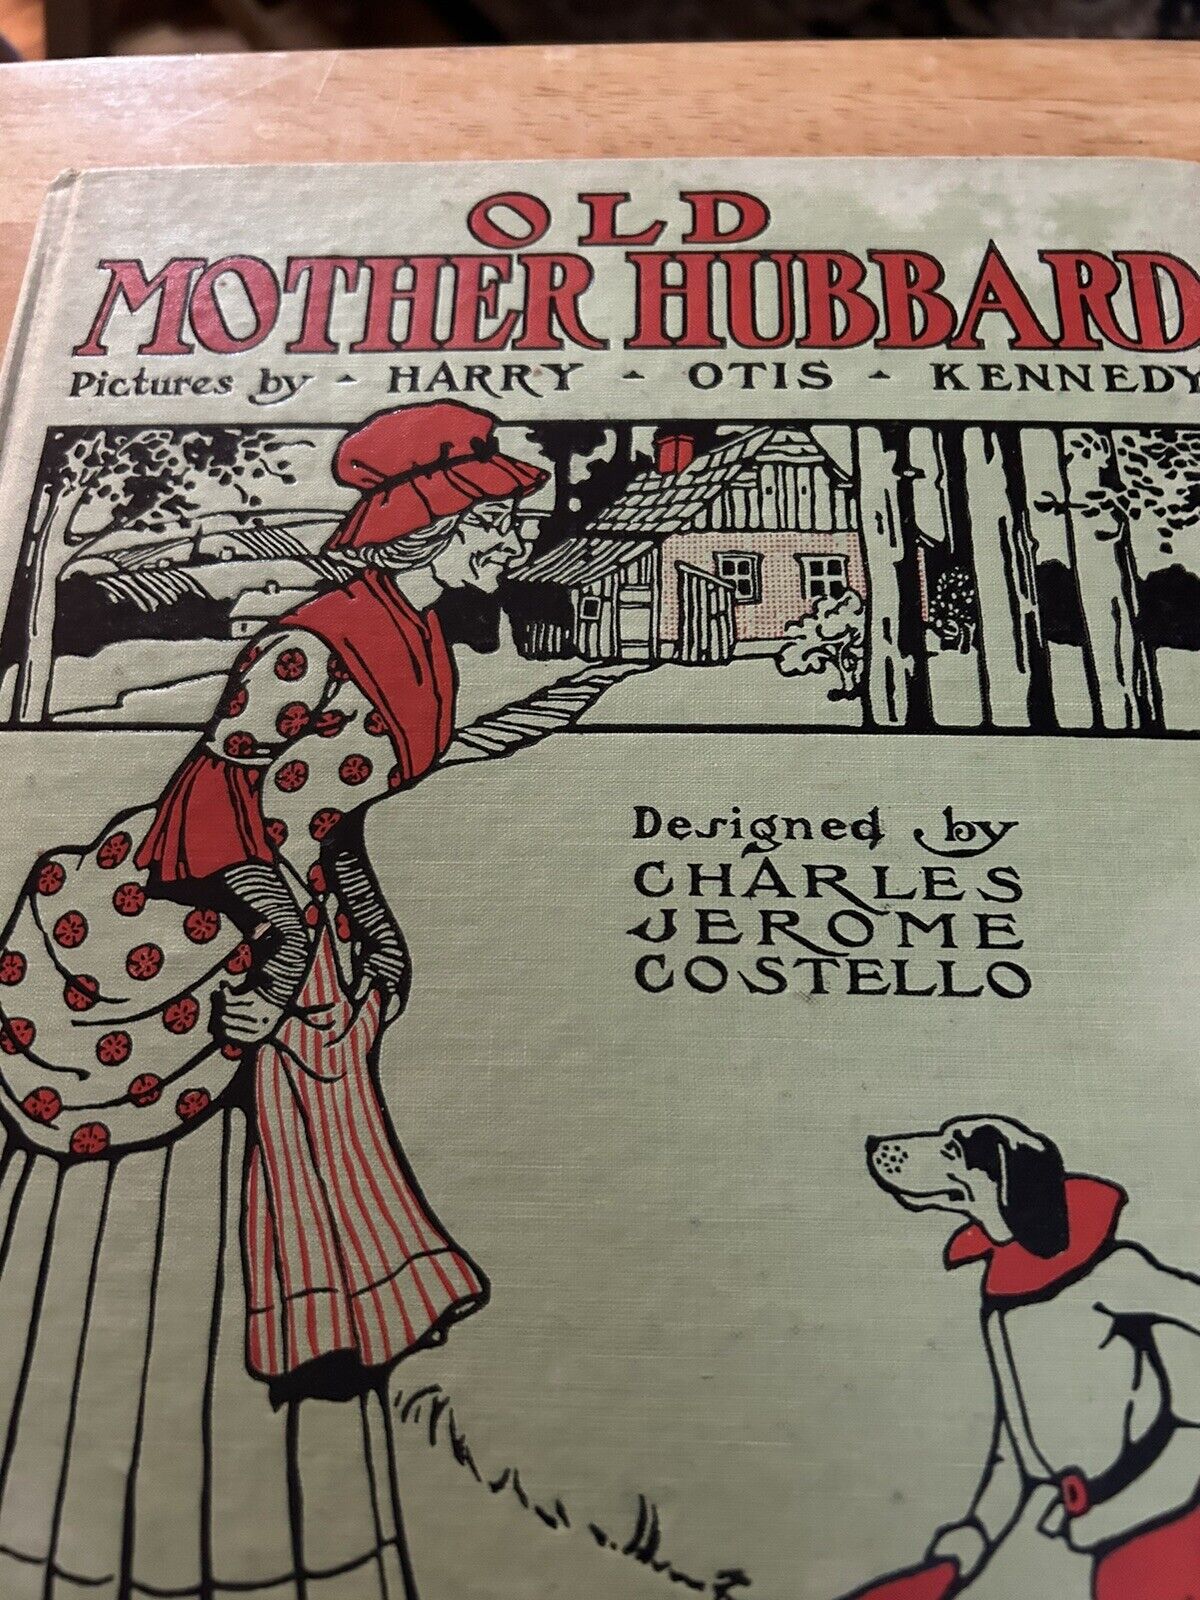 OLD
MOTHER HUBBARD
Pictures by - HARRY - OTIS - KENNEDY
Designed by
CHARLES
JEROME
COSTELLO